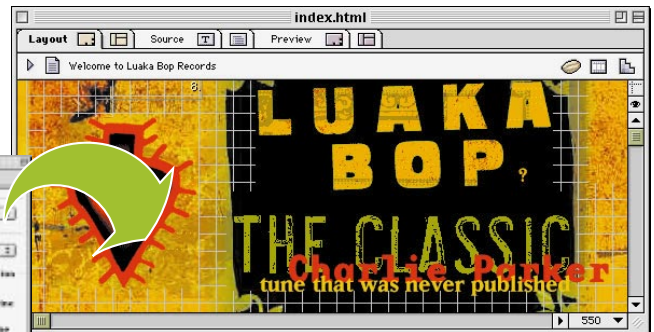 index.html
Layout Source T Preview
Welcome to Luaka Bop Records
8.
LUAKA
BOP?
THE CLASSIC
Charlie Parker
tune that was never published
550